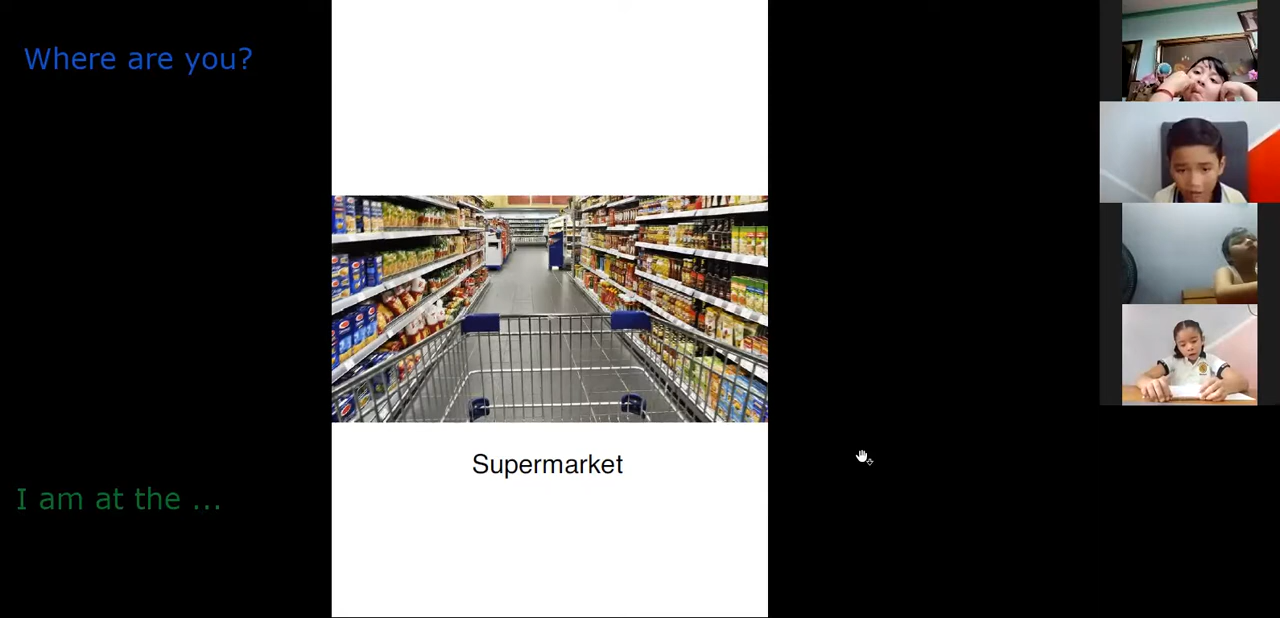 Where are you?
Supermarket
I am at the ...